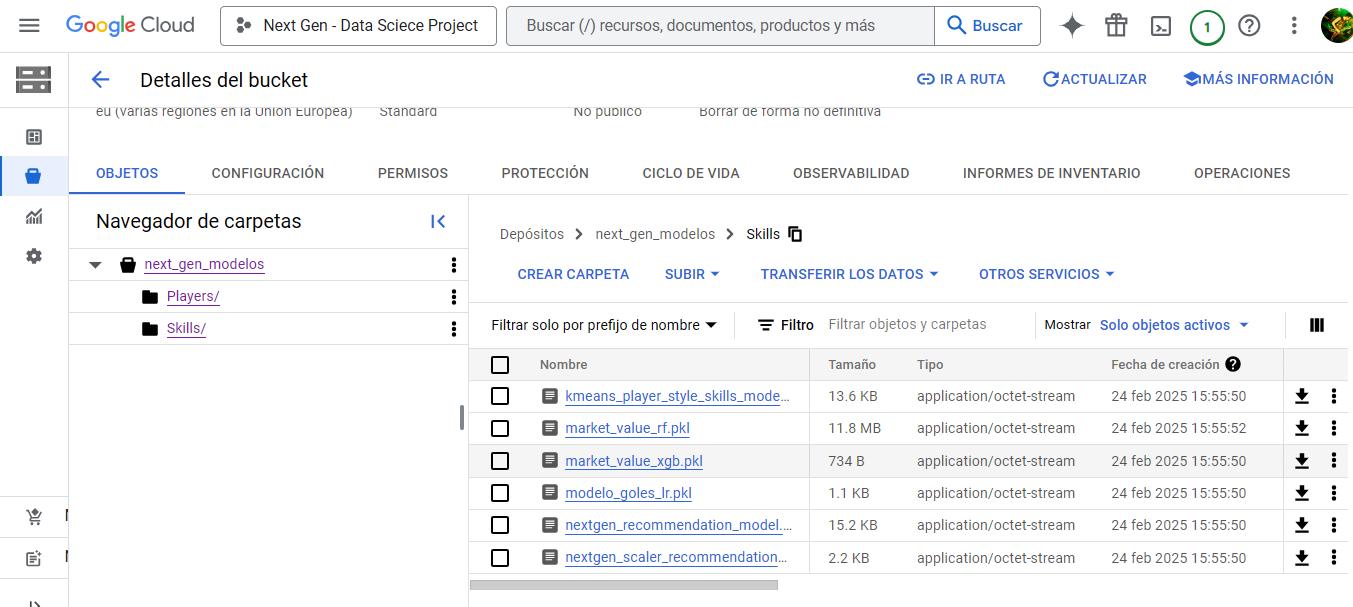 Google Cloud
Next Gen - Data Sciece Project
Buscar (/) recursos, documentos, productos y más
Buscar
1
Detalles del bucket
IR A RUTA
ACTUALIZAR
MÁS INFORMACIÓN
eu (varias regiones en la Unión Europea)
Standard
No público
Borrar de forma no definitiva
OBJETOS
CONFIGURACIÓN
PERMISOS
PROTECCIÓN
CICLO DE VIDA
OBSERVABILIDAD
INFORMES DE INVENTARIO
OPERACIONES
Navegador de carpetas
next_gen_modelos
Players/
Skills/
Depósitos > next_gen_modelos > Skills
CREAR CARPETA
SUBIR
TRANSFERIR LOS DATOS
OTROS SERVICIOS
Filtrar solo por prefijo de nombre
Filtro
Filtrar objetos y carpetas
Mostrar
Solo objetos activos
Nombre Tamaño Tipo Fecha de creación
kmeans_player_style_skills_mode… 13.6 KB application/octet-stream 24 feb 2025 15:55:50
market_value_rf.pkl 11.8 MB application/octet-stream 24 feb 2025 15:55:52
market_value_xgb.pkl 734 B application/octet-stream 24 feb 2025 15:55:50
modelo_goles_lr.pkl 1.1 KB application/octet-stream 24 feb 2025 15:55:50
nextgen_recommendation_model.… 15.2 KB application/octet-stream 24 feb 2025 15:55:50
nextgen_scaler_recommendation… 2.2 KB application/octet-stream 24 feb 2025 15:55:50